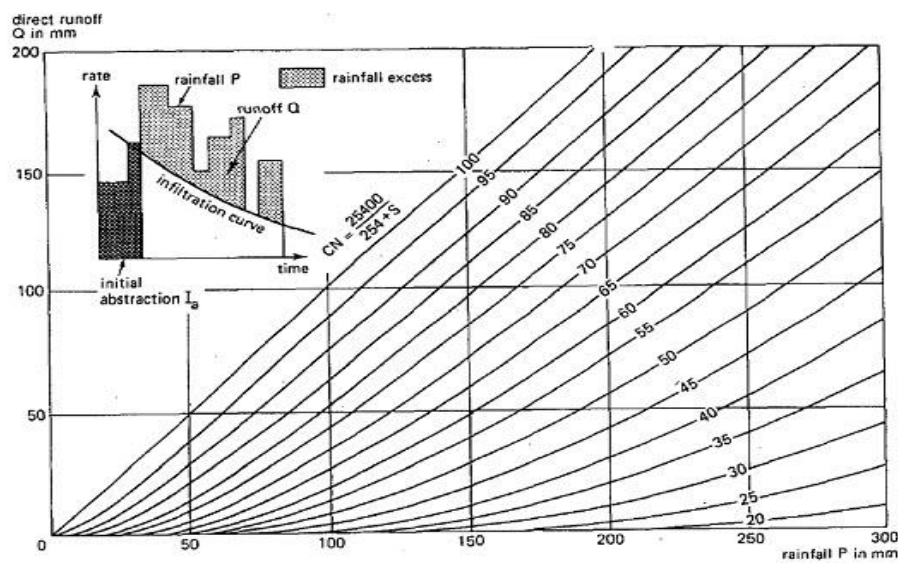 direct runoff
Q in mm
200
150
100
50
0
rate
rainfall P
rainfall excess
runoff Q
infiltration curve
time
initial
abstraction Ia
CN = 25400
254 + S
100
95
90
85
80
75
70
65
60
55
50
45
40
35
30
25
20
50
100
150
200
250
300
rainfall P in mm